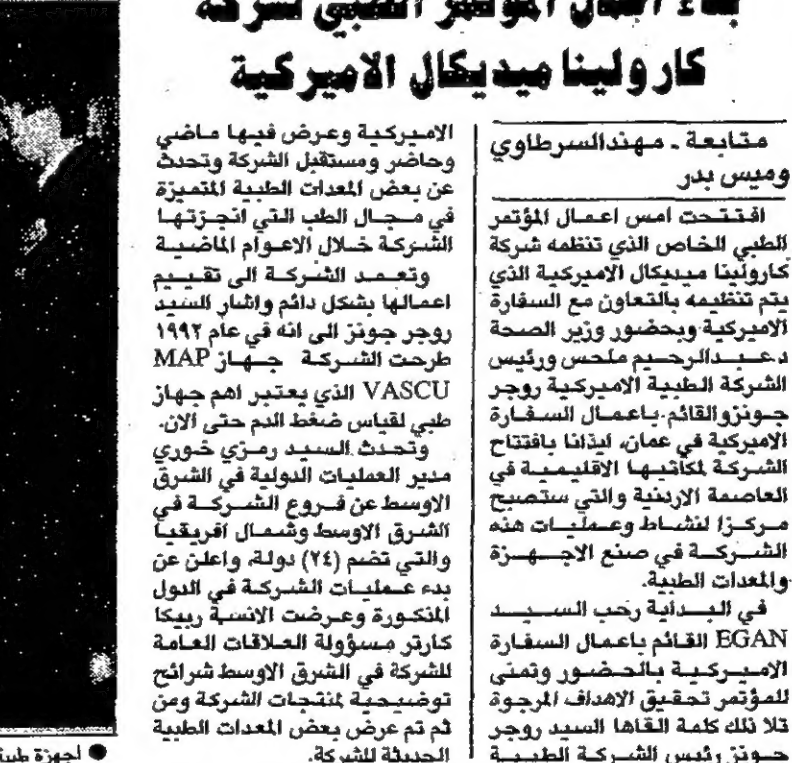 بدء اعمال المؤتمر الطبي لشركة
كارولينا ميديكال الاميركية
متابعة ـ مهندالسرطاوي
وميس بدر
افتتحت امس اعمال المؤتمر
الطبي الخاص الذي تنظمه شركة
كارولينا ميديكال الاميركية الذي
يتم تنظيمه بالتعاون مع السفارة
الاميركية وبحضور وزير الصحة
د.عبدالرحيم ملحس ورئيس
الشركة الطبية الاميركية روجر
جونزوالقائم باعمال السفارة
الاميركية في عمان، ايذانا بافتتاح
الشركة لمكاتبها الاقليمية في
العاصمة الاردنية والتي ستصبح
مركزا لنشاط وعمليات هذه
الشركة في صنع الاجهزة
والمعدات الطبية.
في البداية رحب السيد
EGAN القائم باعمال السفارة
الاميركية بالحضور وتمنى
للمؤتمر تحقيق الاهداف المرجوة
تلا ذلك كلمة القاها السيد روجر
جونز رئيس الشركة الطبية
الاميركية وعرض فيها ماضي
وحاضر ومستقبل الشركة وتحدث
عن بعض المعدات الطبية المتميزة
في مجال الطب التي انجزتها
الشركة خلال الاعوام الماضية
وتعمد الشركة الى تقييم
اعمالها بشكل دائم واشار السيد
روجر جونز الى انه في عام ١٩٩٢
طرحت الشركة جهاز MAP
VASCU الذي يعتبر اهم جهاز
طبي لقياس ضغط الدم حتى الان.
وتحدث السيد رمزي خوري
مدير العمليات الدولية في الشرق
الاوسط عن فروع الشركة في
الشرق الاوسط وشمال افريقيا
والتي تضم (٢٤) دولة، واعلن عن
بدء عمليات الشركة في الدول
المذكورة وعرضت الانسة ريبيكا
كارتر مسؤولة العلاقات العامة
للشركة في الشرق الاوسط شرائح
توضيحية لمنتجات الشركة ومن
ثم تم عرض بعض المعدات الطبية
الحديثة للشركة.
● اجهزة طبية